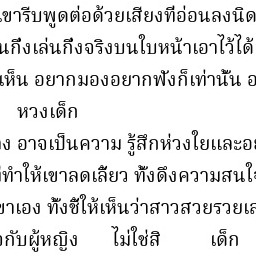 เขารีบพูดต่อด้วยเสียงที่อ่อนลงนิด
กึ่งเล่นกึ่งจริงบนใบหน้าเอาไว้ได้
เห็น อยากมองอยากฟังก็เท่านั้น
หวงเด็ก
อาจเป็นความ รู้สึกห่วงใยและ
ทำให้เขาลดเลี้ยว ทั้งดึงความสนใ
เขาเอง ทั้งชี้ให้เห็นว่าสาวสวยรวย
กับผู้หญิง ไม่ใช่สิ เด็ก